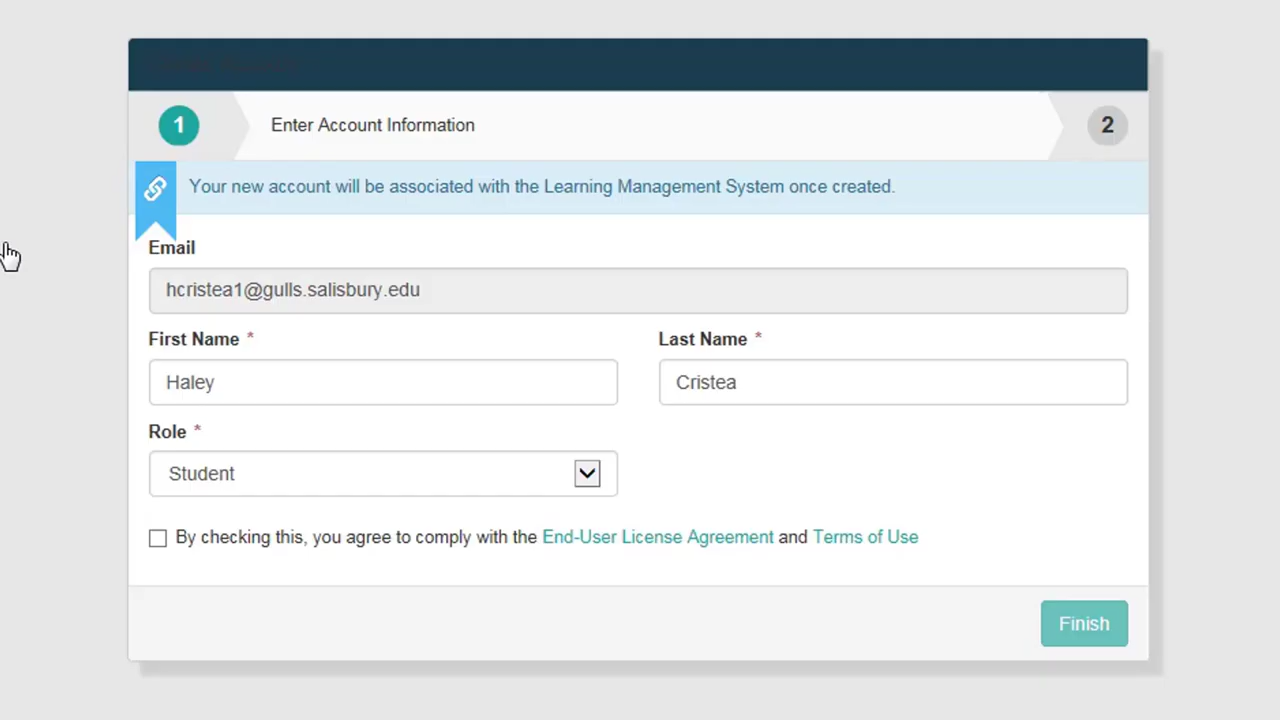 1
Enter Account Information
2
Your new account will be associated with the Learning Management System once created.
Email
hcristea1@gulls.salisbury.edu
First Name *
Last Name *
Haley
Cristea
Role *
Student
By checking this, you agree to comply with the End-User License Agreement and Terms of Use
Finish